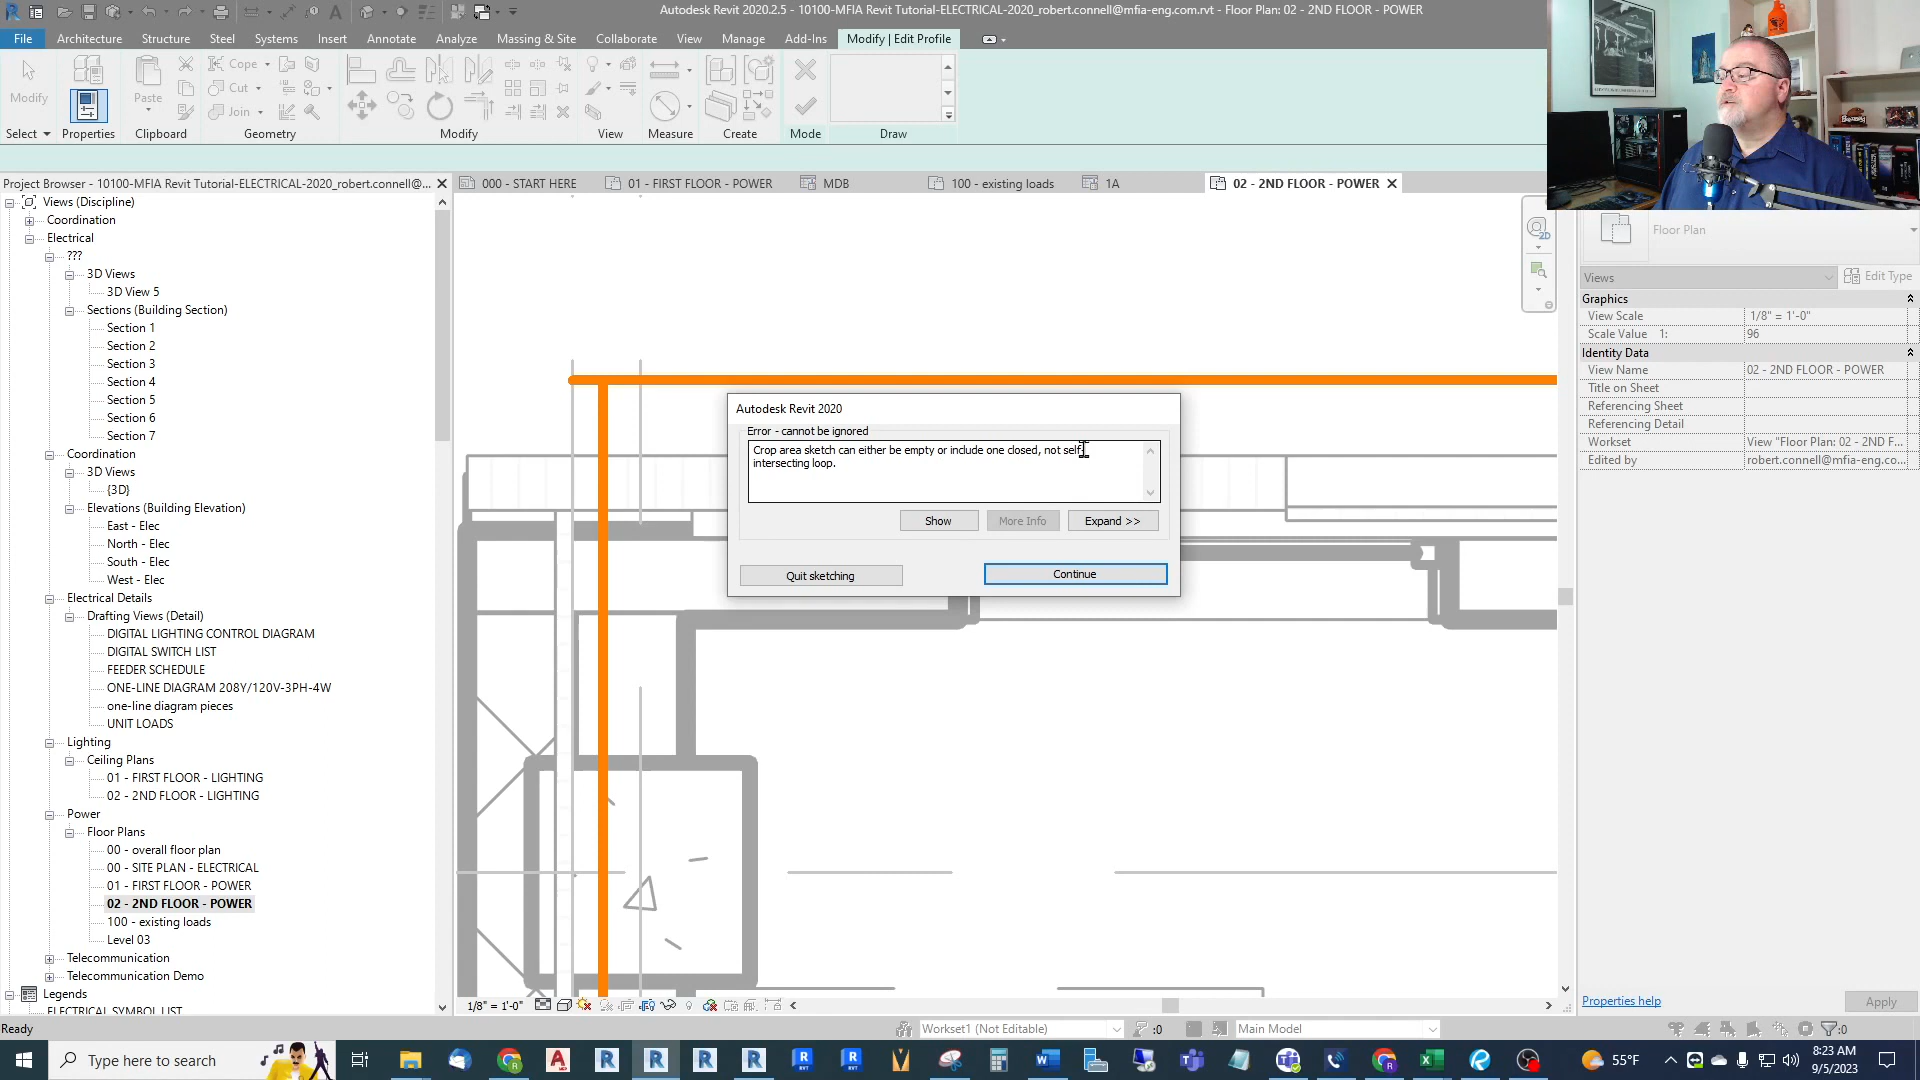 Autodesk Revit 2020.2.5 - 10100-MFIA Revit Tutorial-ELECTRICAL-2020_robert.connell@mfia-eng.com.rvt - Floor Plan: 02 - 2ND FLOOR - POWER
File Architecture Structure Steel Systems Insert Annotate Analyze Massing & Site Collaborate View Manage Add-Ins Modify | Edit Profile
Modify Paste Cope Cut Join
Select Properties Clipboard Geometry Modify View Measure Create Mode Draw
Project Browser - 10100-MFIA Revit Tutorial-ELECTRICAL-2020_robert.connell@...
000 - START HERE 01 - FIRST FLOOR - POWER MDB 100 - existing loads 1A 02 - 2ND FLOOR - POWER
Views (Discipline)
Coordination
Electrical
???
3D Views
3D View 5
Sections (Building Section)
Section 1
Section 2
Section 3
Section 4
Section 5
Section 6
Section 7
Coordination
3D Views
{3D}
Elevations (Building Elevation)
East - Elec
North - Elec
South - Elec
West - Elec
Electrical Details
Drafting Views (Detail)
DIGITAL LIGHTING CONTROL DIAGRAM
DIGITAL SWITCH LIST
FEEDER SCHEDULE
ONE-LINE DIAGRAM 208Y/120V-3PH-4W
one-line diagram pieces
UNIT LOADS
Lighting
Ceiling Plans
01 - FIRST FLOOR - LIGHTING
02 - 2ND FLOOR - LIGHTING
Power
Floor Plans
00 - overall floor plan
00 - SITE PLAN - ELECTRICAL
01 - FIRST FLOOR - POWER
02 - 2ND FLOOR - POWER
100 - existing loads
Level 03
Telecommunication
Telecommunication Demo
Legends
ELECTRICAL SYMBOL LIST
2D
Autodesk Revit 2020
Error - cannot be ignored
Crop area sketch can either be empty or include one closed, not self-
intersecting loop.
Show More Info Expand >>
Quit sketching Continue
Floor Plan
Views Edit Type
Graphics
View Scale 1/8" = 1'-0"
Scale Value 1: 96
Identity Data
View Name 02 - 2ND FLOOR - POWER
Title on Sheet
Referencing Sheet
Referencing Detail
Workset View "Floor Plan: 02 - 2ND F...
Edited by robert.connell@mfia-eng.co...
Properties help Apply
1/8" = 1'-0"
Ready Workset1 (Not Editable) :0 Main Model :0
Type here to search 55°F 8:23 AM
9/5/2023